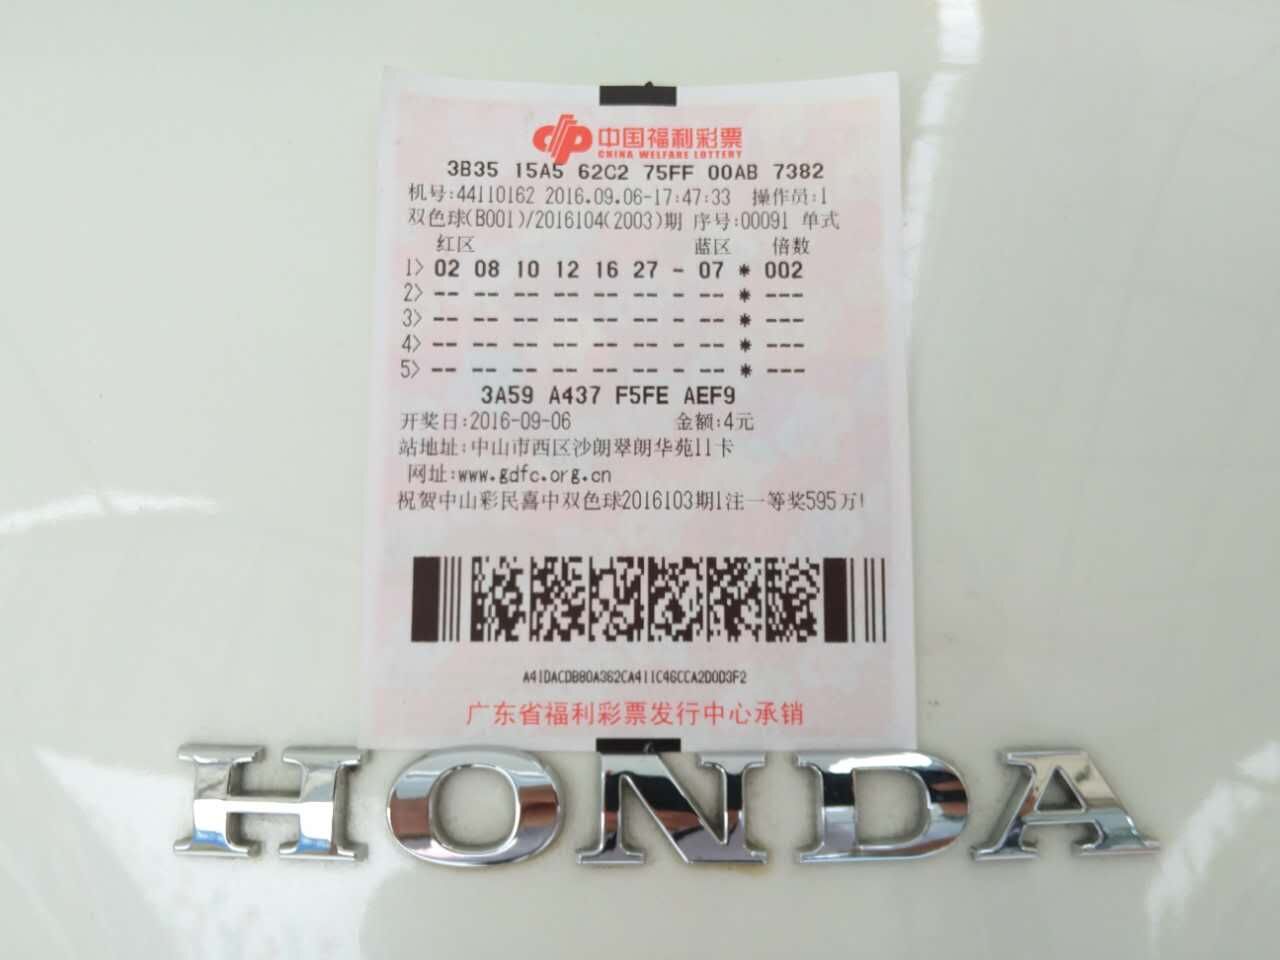 中国福利彩票
CHINA WELFARE LOTTERY
3B35 15A5 62C2 75FF 00AB 7382
机号:44110162 2016.09.06-17:47:33 操作员:1
双色球(B001)/2016104(2003)期 序号:00091 单式
红区 蓝区 倍数
1> 02 08 10 12 16 27 - 07 * 002
2> -- -- -- -- -- -- - -- * ---
3> -- -- -- -- -- -- - -- * ---
4> -- -- -- -- -- -- - -- * ---
5> -- -- -- -- -- -- - -- * ---
3A59 A437 F5FE AEF9
开奖日:2016-09-06 金额:4元
站地址:中山市西区沙朗翠朗华苑11卡
网址:www.gdfc.org.cn
祝贺中山彩民喜中双色球2016103期1注一等奖595万!
A41DACDB80A362CA411C46CCA2D0D3F2
广东省福利彩票发行中心承销
HONDA